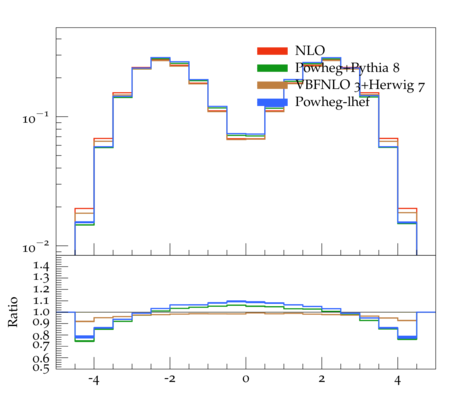 NLO
Powheg+Pythia 8
VBFNLO 3+Herwig 7
Powheg-lhef
10⁻¹
10⁻²
Ratio
1.4
1.3
1.2
1.1
1.0
0.9
0.8
0.7
0.6
0.5
-4 -2 0 2 4